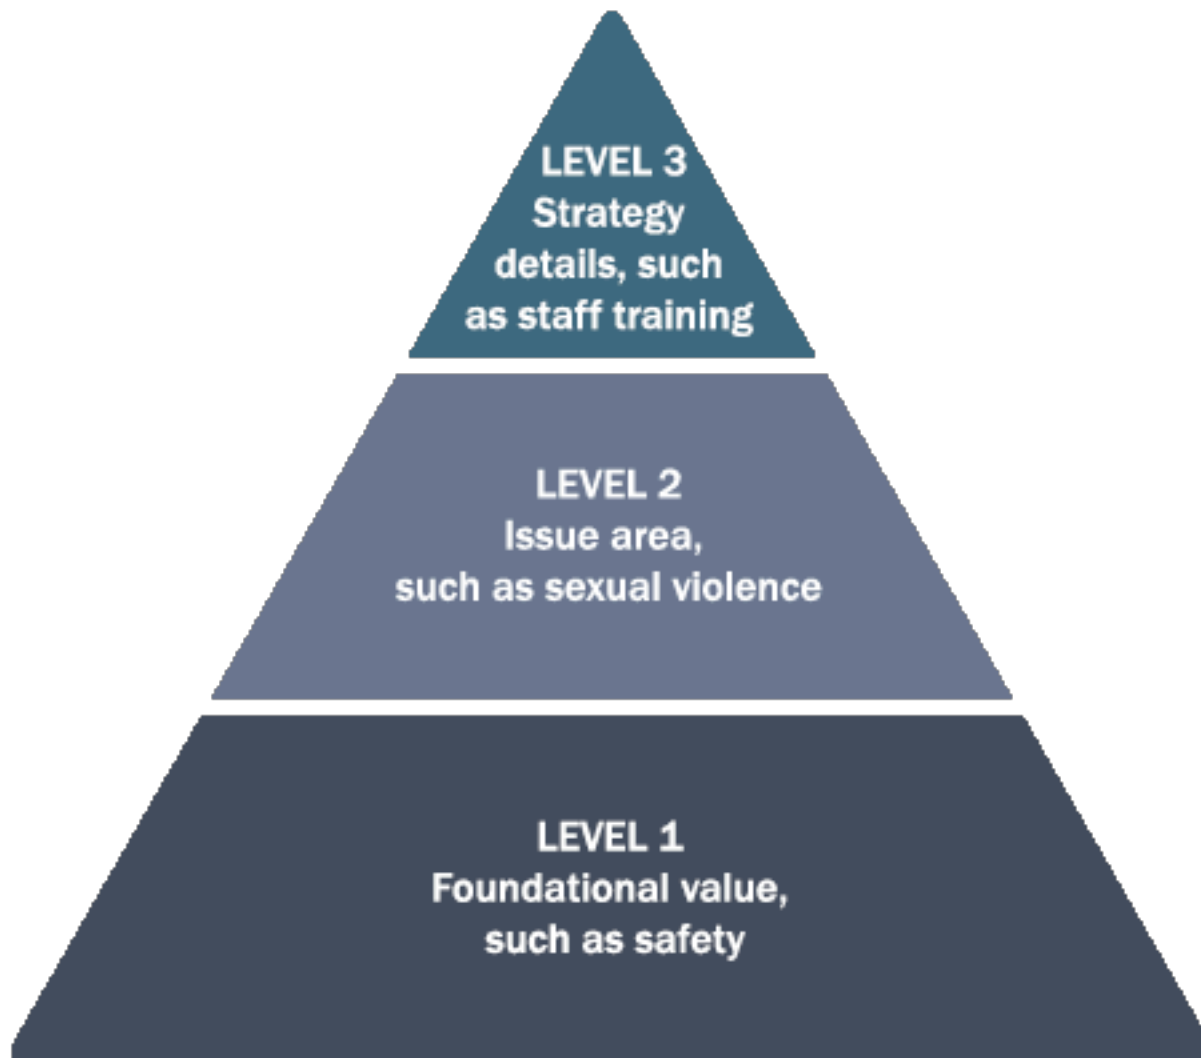 LEVEL 3
Strategy
details, such
as staff training
LEVEL 2
Issue area,
such as sexual violence
LEVEL 1
Foundational value,
such as safety